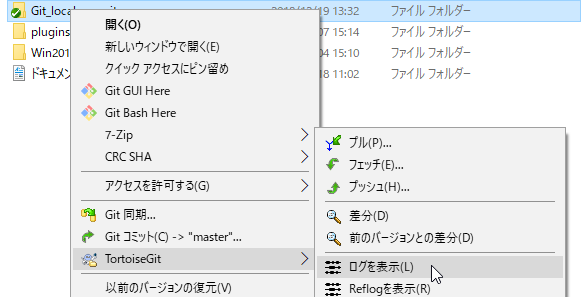 Git_local 2018/12/19 13:32 ファイル フォルダー
plugins 07 15:14 ファイル フォルダー
Win201 04 15:10 ファイル フォルダー
ドキュメン 18 11:02 ファイル フォルダー
開く(O)
新しいウィンドウで開く(E)
クイック アクセスにピン留め
Git GUI Here
Git Bash Here
7-Zip
CRC SHA
アクセスを許可する(G)
Git 同期...
Git コミット(C) -> "master"...
TortoiseGit
以前のバージョンの復元(V)
プル(P)...
フェッチ(E)...
プッシュ(H)...
差分(D)
前のバージョンとの差分(D)
ログを表示(L)
Reflogを表示(R)